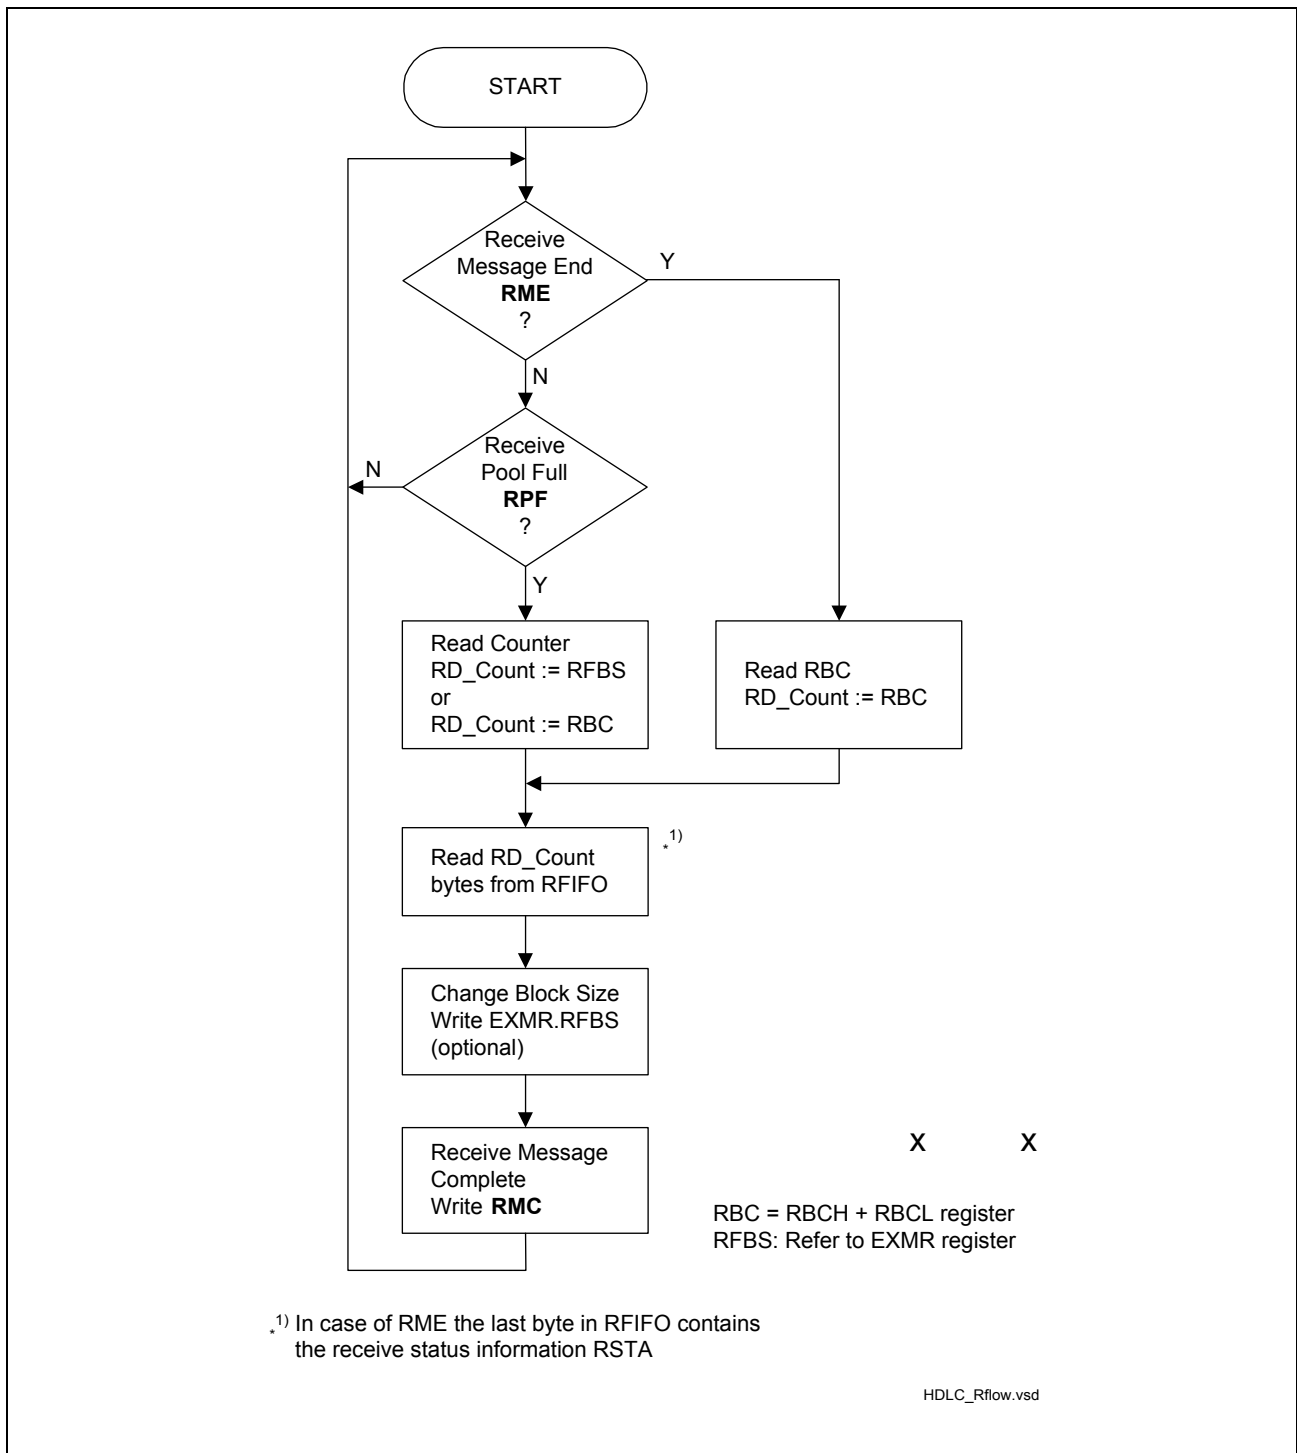 START
Receive
Message End
RME
?
Y
N
Receive
Pool Full
RPF
?
N
Y
Read Counter
RD_Count := RFBS
or
RD_Count := RBC
Read RBC
RD_Count := RBC
Read RD_Count
bytes from RFIFO
*1)
Change Block Size
Write EXMR.RFBS
(optional)
Receive Message
Complete
Write RMC
x x
RBC = RBCH + RBCL register
RFBS: Refer to EXMR register
*1) In case of RME the last byte in RFIFO contains
the receive status information RSTA
HDLC_Rflow.vsd